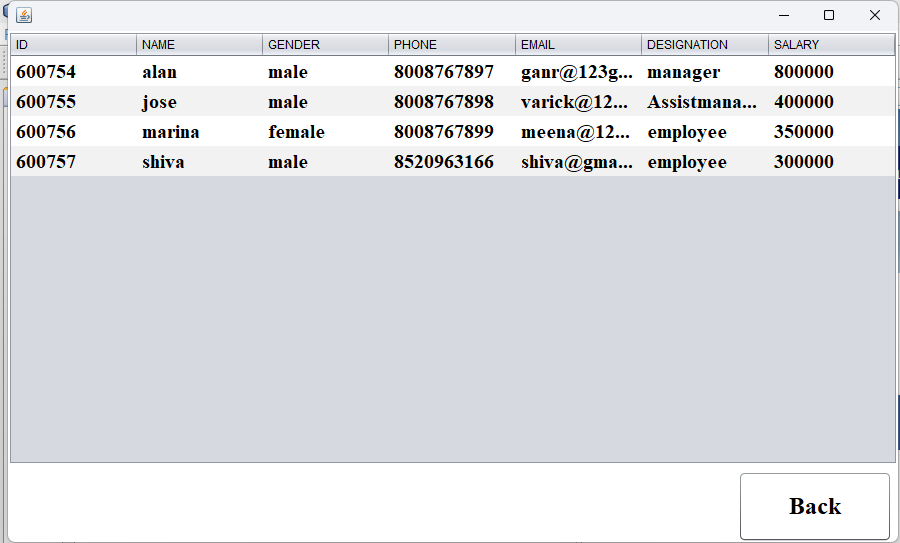 ID NAME GENDER PHONE EMAIL DESIGNATION SALARY
600754 alan male 8008767897 ganr@123g... manager 800000
600755 jose male 8008767898 varick@12... Assistmana... 400000
600756 marina female 8008767899 meena@12... employee 350000
600757 shiva male 8520963166 shiva@gma... employee 300000
Back